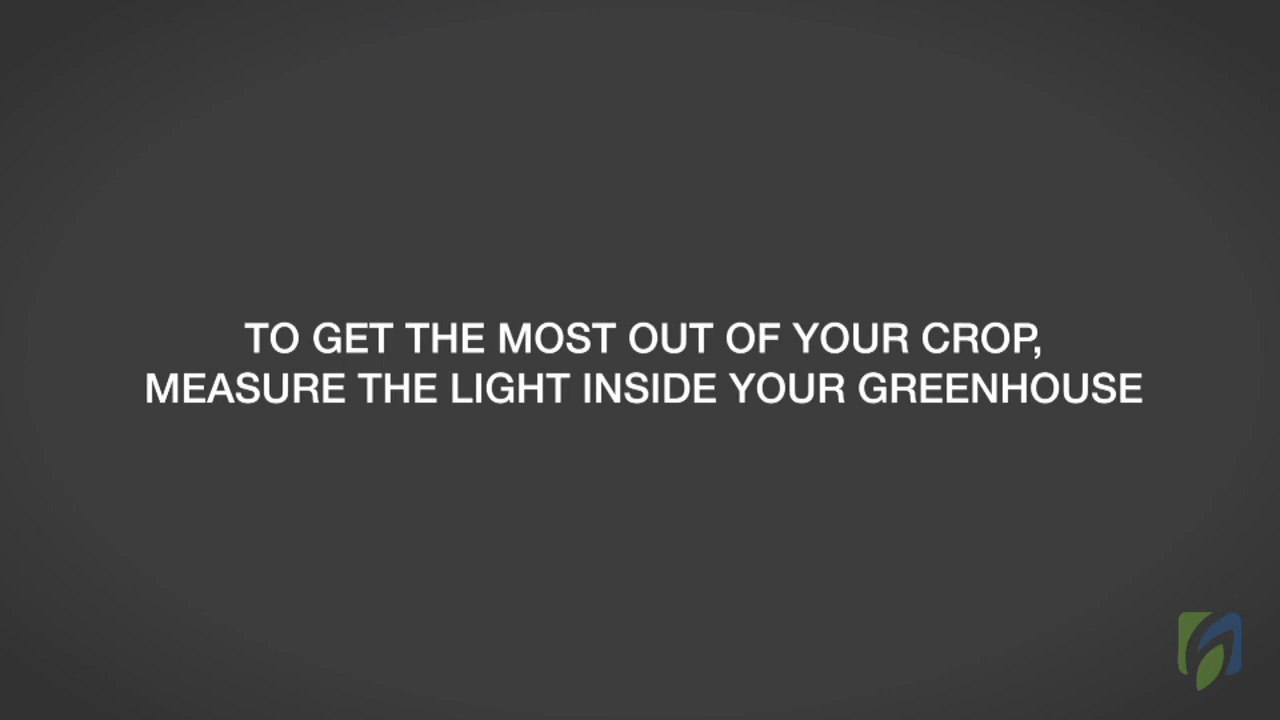 TO GET THE MOST OUT OF YOUR CROP,
MEASURE THE LIGHT INSIDE YOUR GREENHOUSE